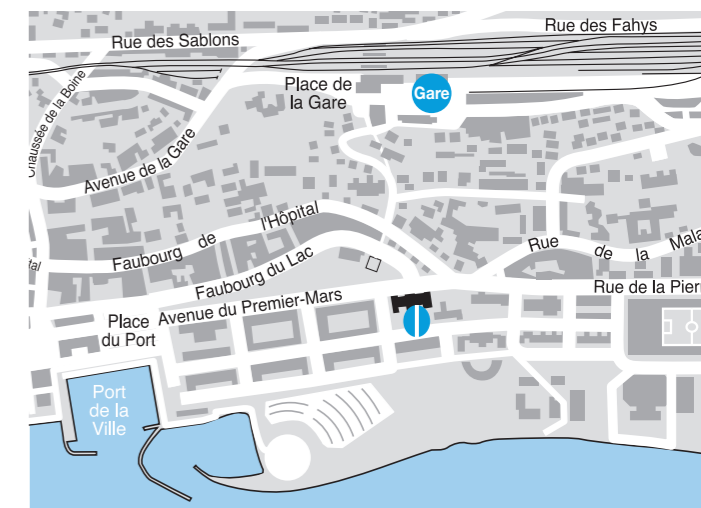 Rue des Fahys
Rue des Sablons
Place de
la Gare
Gare
Chaussée de la Boine
Avenue de la Gare
Faubourg de l'Hôpital
Rue de la Mala
tal
Faubourg du Lac
Rue de la Pierr
Avenue du Premier-Mars
Place
du Port
Port
de la
Ville